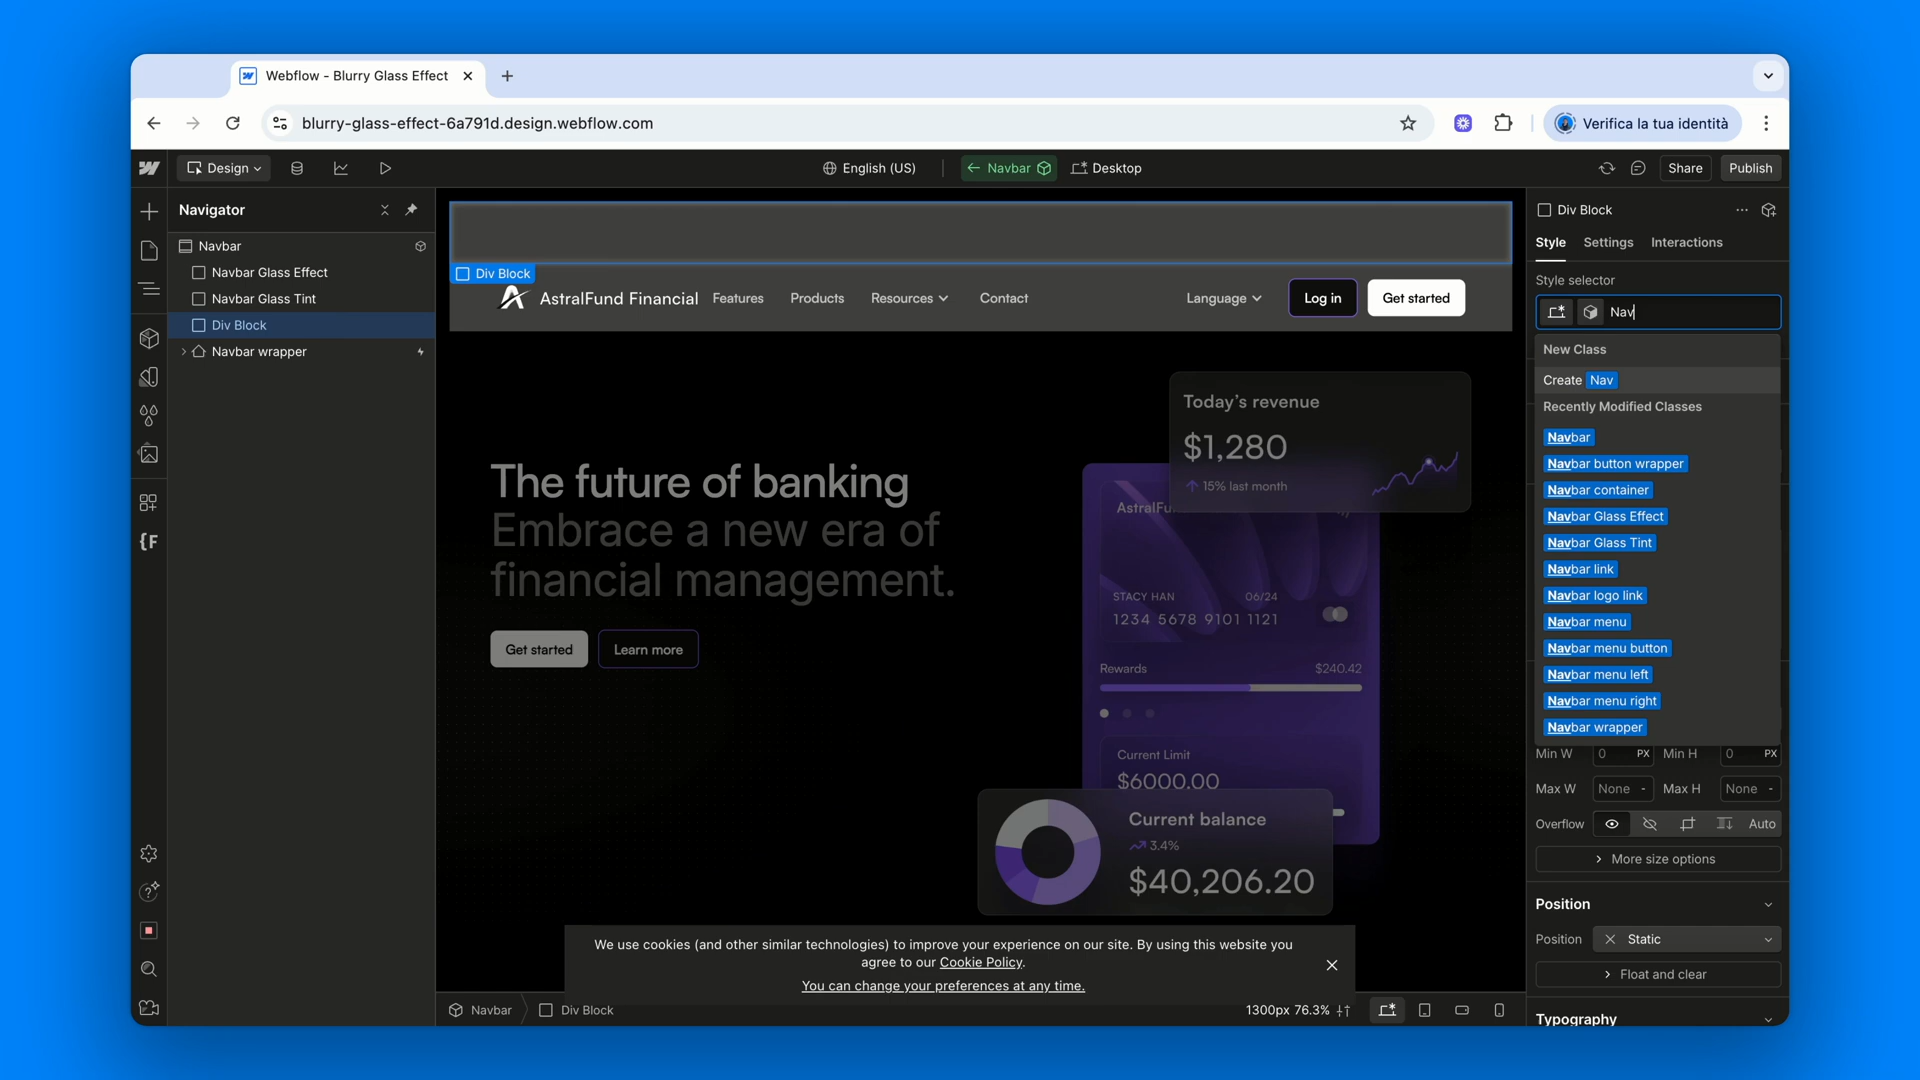 Webflow - Blurry Glass Effect
blurry-glass-effect-6a791d.design.webflow.com
Verifica la tua identità
Design
English (US)
Navbar
Desktop
Share
Publish
Navigator
Navbar
Navbar Glass Effect
Navbar Glass Tint
Div Block
Navbar wrapper
Div Block
AstralFund Financial
Features
Products
Resources
Contact
Language
Log in
Get started
The future of banking
Embrace a new era of
financial management.
Get started
Learn more
Today's revenue
$1,280
15% last month
AstralFu
STACY HAN
06/24
1234 5678 9101 1121
Rewards
$240.42
Current Limit
$6000.00
Current balance
3.4%
$40,206.20
We use cookies (and other similar technologies) to improve your experience on our site. By using this website you
agree to our Cookie Policy.
You can change your preferences at any time.
Navbar
Div Block
1300px 76.3%
Div Block
Style
Settings
Interactions
Style selector
Nav
New Class
Create Nav
Recently Modified Classes
Navbar
Navbar button wrapper
Navbar container
Navbar Glass Effect
Navbar Glass Tint
Navbar link
Navbar logo link
Navbar menu
Navbar menu button
Navbar menu left
Navbar menu right
Navbar wrapper
Min W 0 PX Min H 0 PX
Max W None - Max H None -
Overflow Auto
More size options
Position
Position Static
Float and clear
Typography